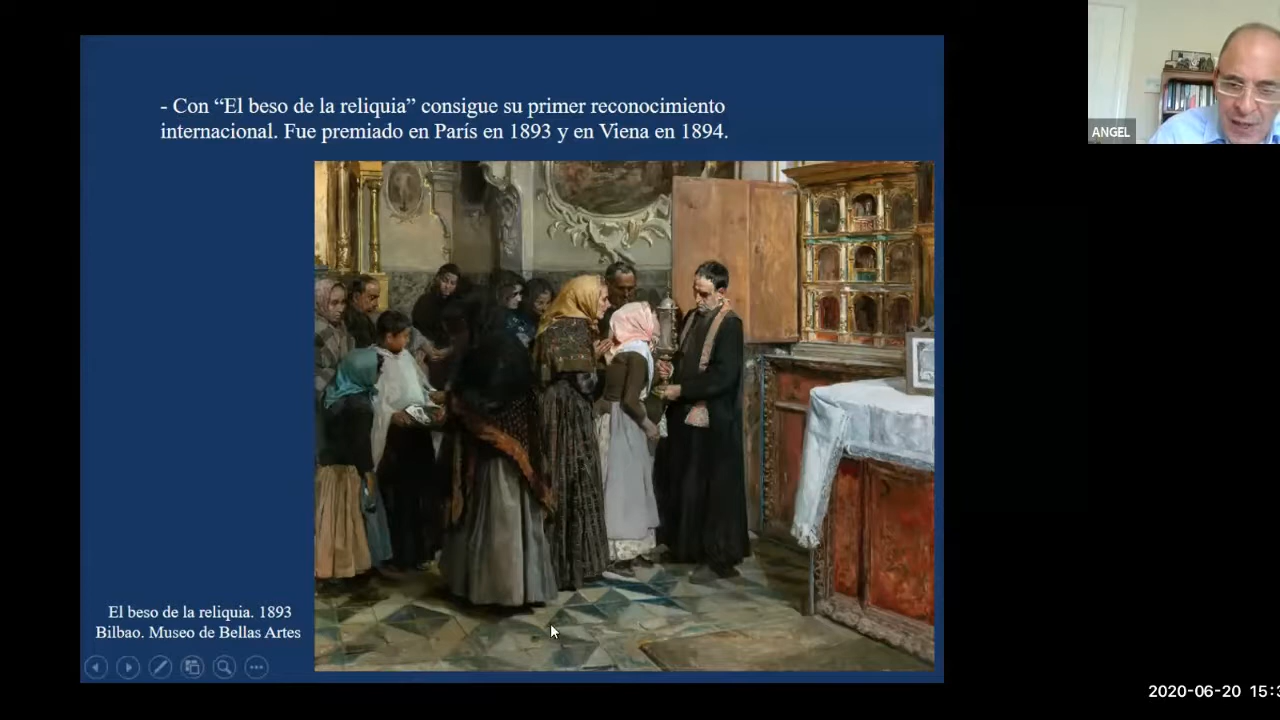 - Con “El beso de la reliquia” consigue su primer reconocimiento
internacional. Fue premiado en París en 1893 y en Viena en 1894.
ANGEL
El beso de la reliquia. 1893
Bilbao. Museo de Bellas Artes
2020-06-20 15:3